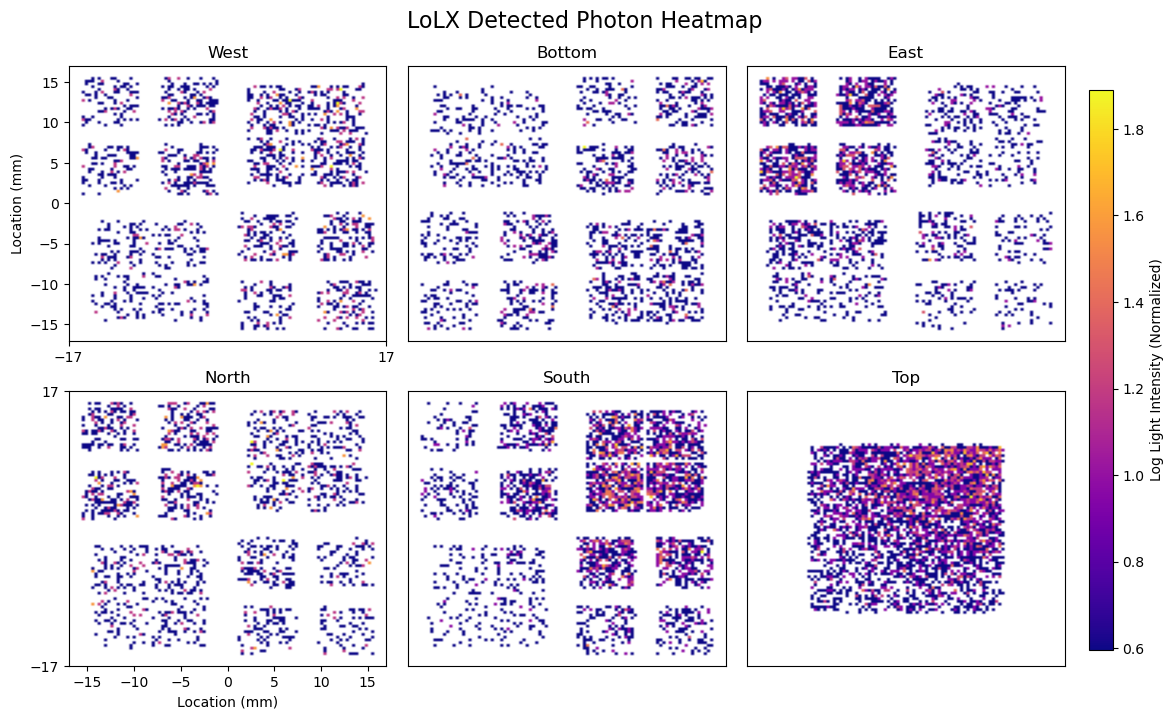 LoLX Detected Photon Heatmap
West
Bottom
East
15
10
5
0
−5
−10
−15
Location (mm)
−17
17
1.8
1.6
1.4
1.2
1.0
0.8
0.6
Log Light Intensity (Normalized)
North
South
Top
17
−17
−15
−10
−5
0
5
10
15
Location (mm)